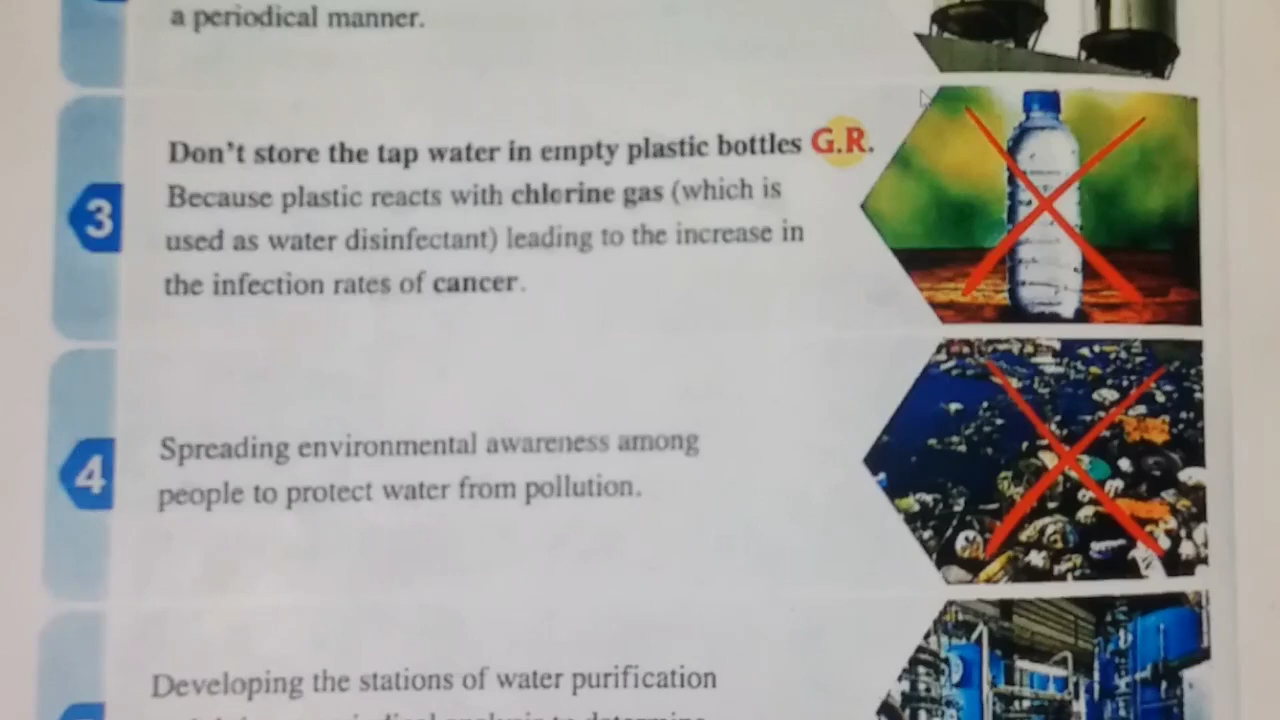 a periodical manner.
Don't store the tap water in empty plastic bottles G.R.
Because plastic reacts with chlorine gas (which is
used as water disinfectant) leading to the increase in
the infection rates of cancer.
3
Spreading environmental awareness among
people to protect water from pollution.
4
Developing the stations of water purification